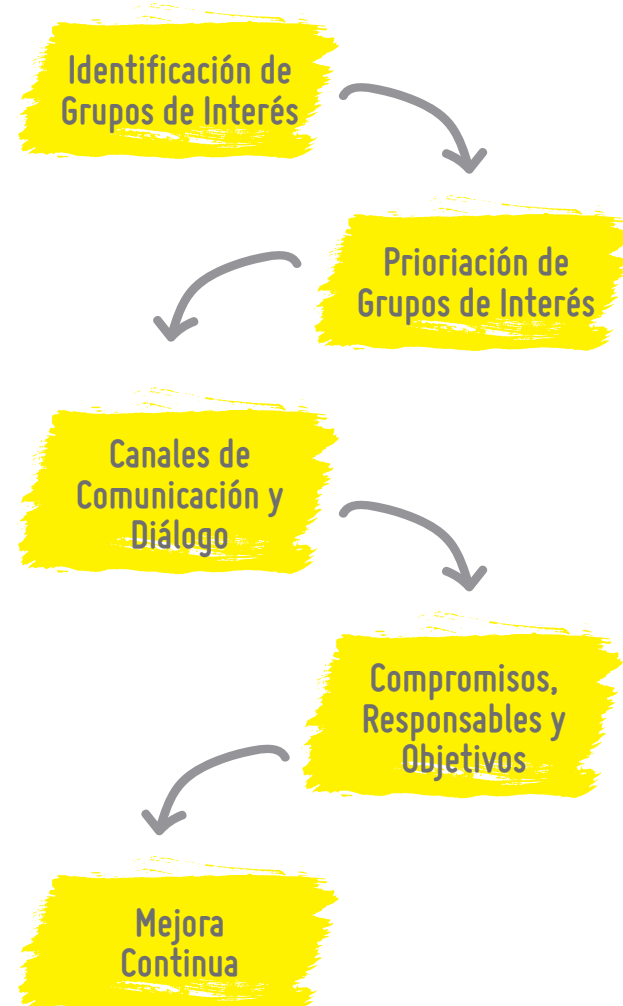 Identificación de
Grupos de Interés
Prioriación de
Grupos de Interés
Canales de
Comunicación y
Diálogo
Compromisos,
Responsables y
Objetivos
Mejora
Continua